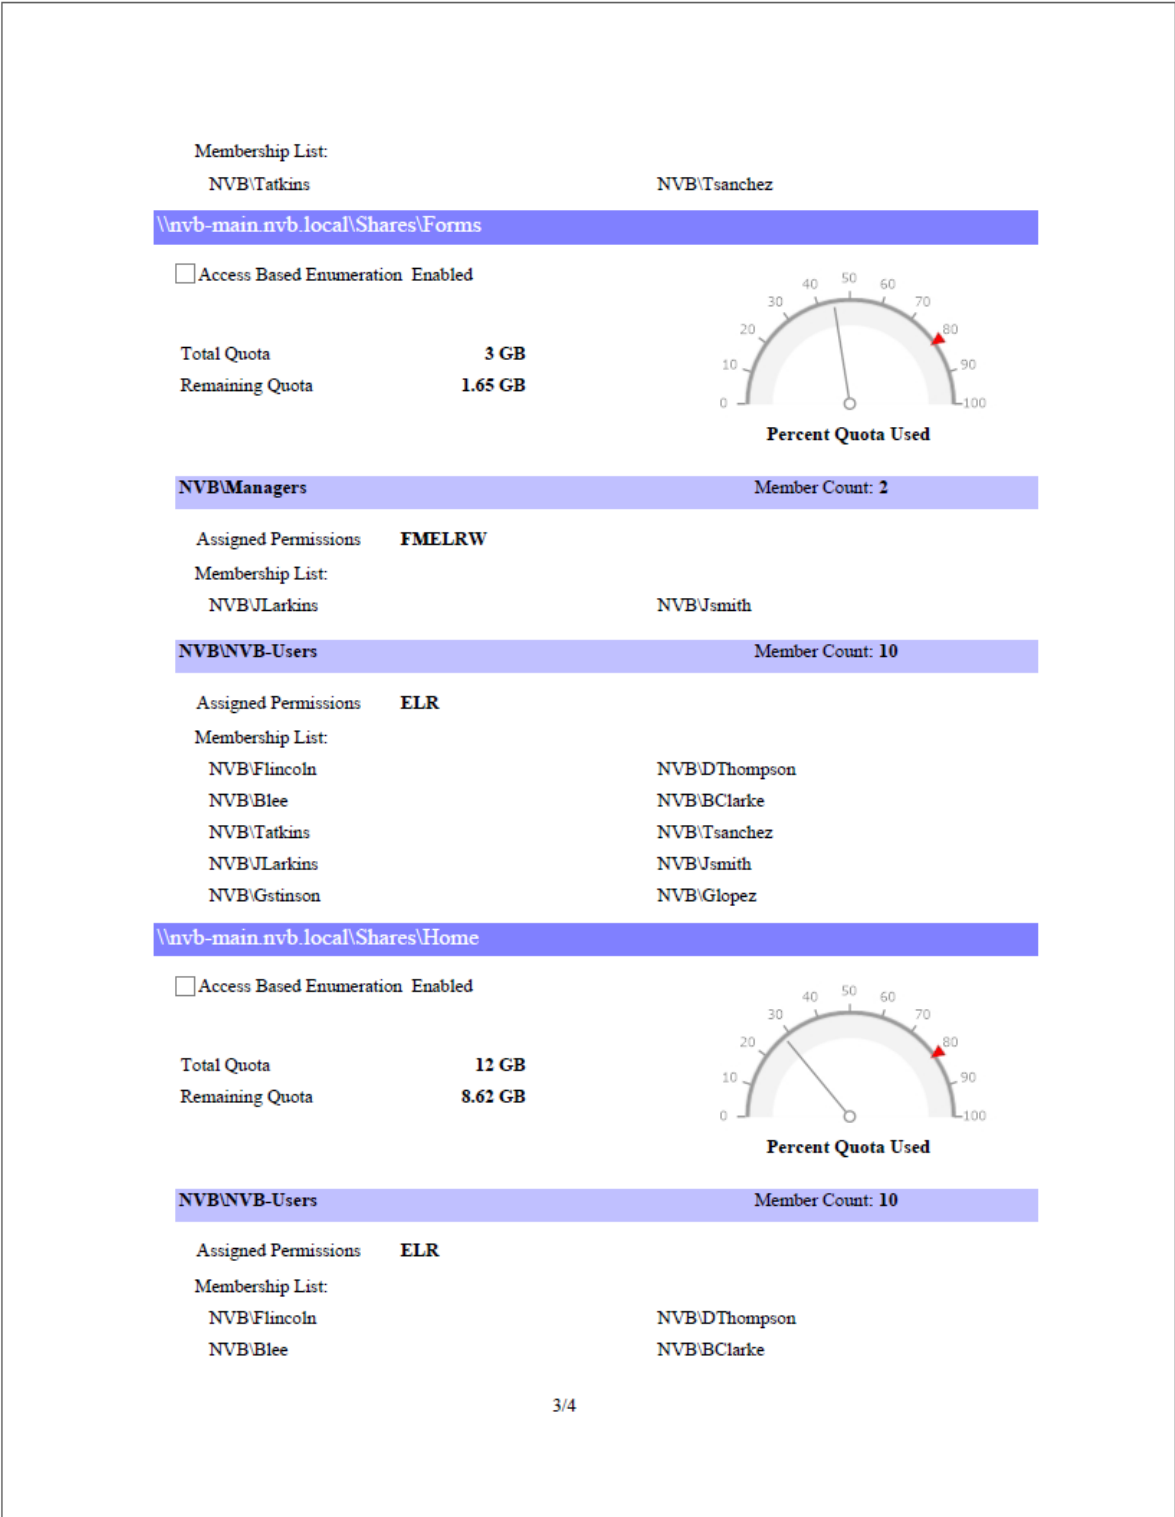 Membership List:
NVB\Tatkins NVB\Tsanchez
\\nvb-main.nvb.local\Shares\Forms
Access Based Enumeration Enabled
Total Quota 3 GB
Remaining Quota 1.65 GB
0 10 20 30 40 50 60 70 80 90 100
Percent Quota Used
NVB\Managers Member Count: 2
Assigned Permissions FMELRW
Membership List:
NVB\JLarkins NVB\Jsmith
NVB\NVB-Users Member Count: 10
Assigned Permissions ELR
Membership List:
NVB\Flincoln NVB\DThompson
NVB\Blee NVB\BClarke
NVB\Tatkins NVB\Tsanchez
NVB\JLarkins NVB\Jsmith
NVB\Gstinson NVB\Glopez
\\nvb-main.nvb.local\Shares\Home
Access Based Enumeration Enabled
Total Quota 12 GB
Remaining Quota 8.62 GB
0 10 20 30 40 50 60 70 80 90 100
Percent Quota Used
NVB\NVB-Users Member Count: 10
Assigned Permissions ELR
Membership List:
NVB\Flincoln NVB\DThompson
NVB\Blee NVB\BClarke
3/4